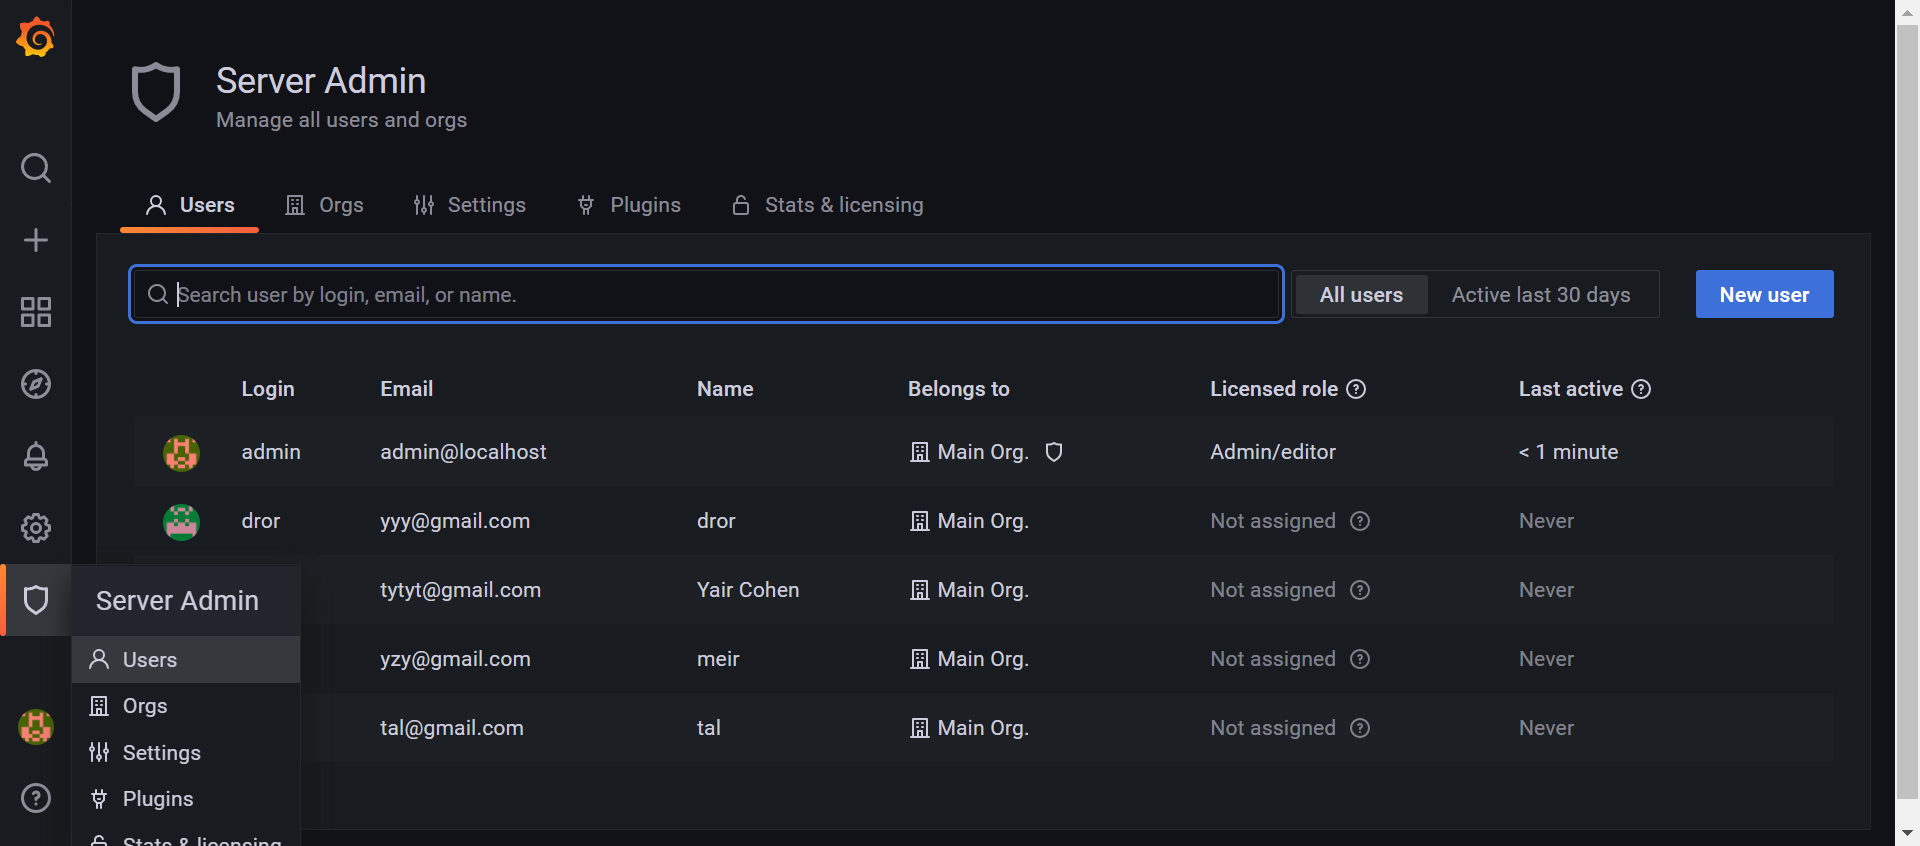 Server Admin
Manage all users and orgs
Users Orgs Settings Plugins Stats & licensing
Search user by login, email, or name. All users Active last 30 days New user
Login Email Name Belongs to Licensed role Last active
admin admin@localhost Main Org. Admin/editor < 1 minute
dror yyy@gmail.com dror Main Org. Not assigned Never
tytyt@gmail.com Yair Cohen Main Org. Not assigned Never
yzy@gmail.com meir Main Org. Not assigned Never
tal@gmail.com tal Main Org. Not assigned Never
Server Admin
Users
Orgs
Settings
Plugins
Stats & licensing